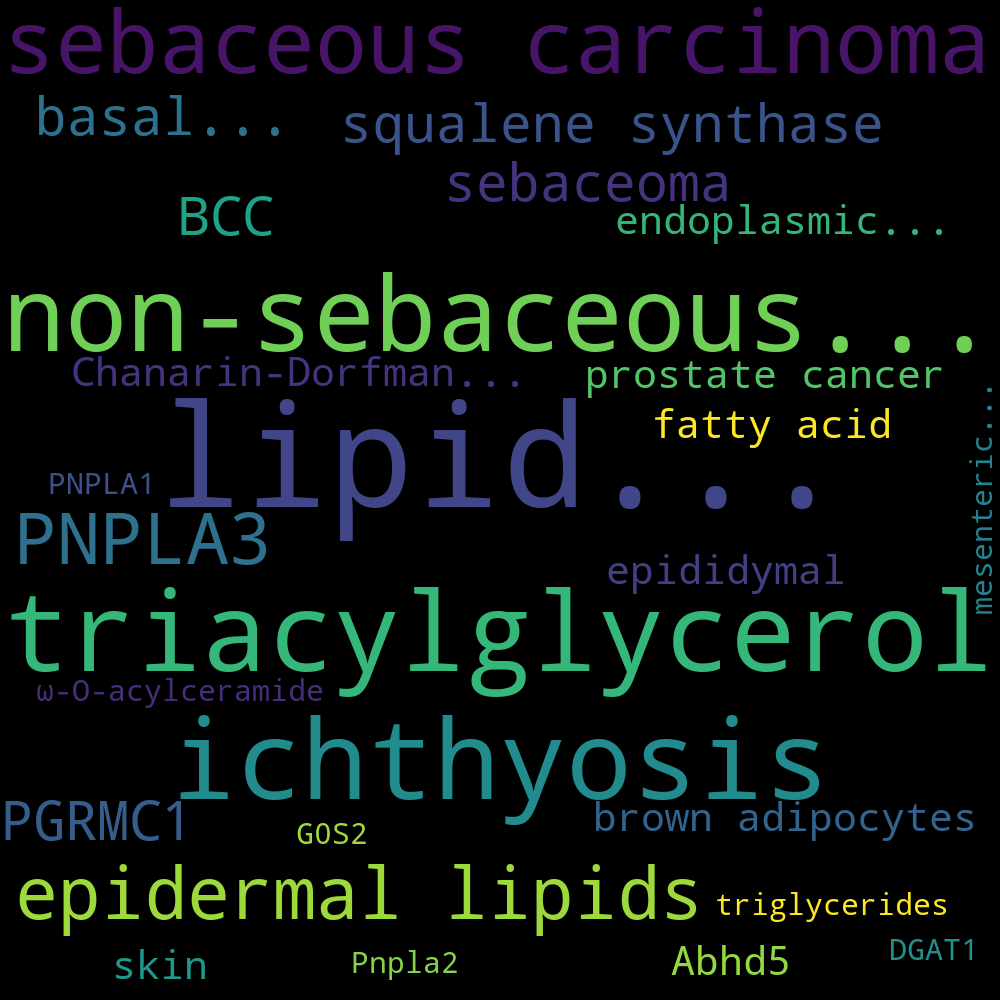 sebaceous carcinoma
basal...
squalene synthase
sebaceoma
BCC
endoplasmic...
non-sebaceous...
Chanarin-Dorfman...
prostate cancer
lipid...
fatty acid
mesenteric...
PNPLA1
PNPLA3
epididymal
triacylglycerol
ω-O-acylceramide
ichthyosis
PGRMC1
GOS2
brown adipocytes
epidermal lipids
triglycerides
skin
Pnpla2
Abhd5
DGAT1